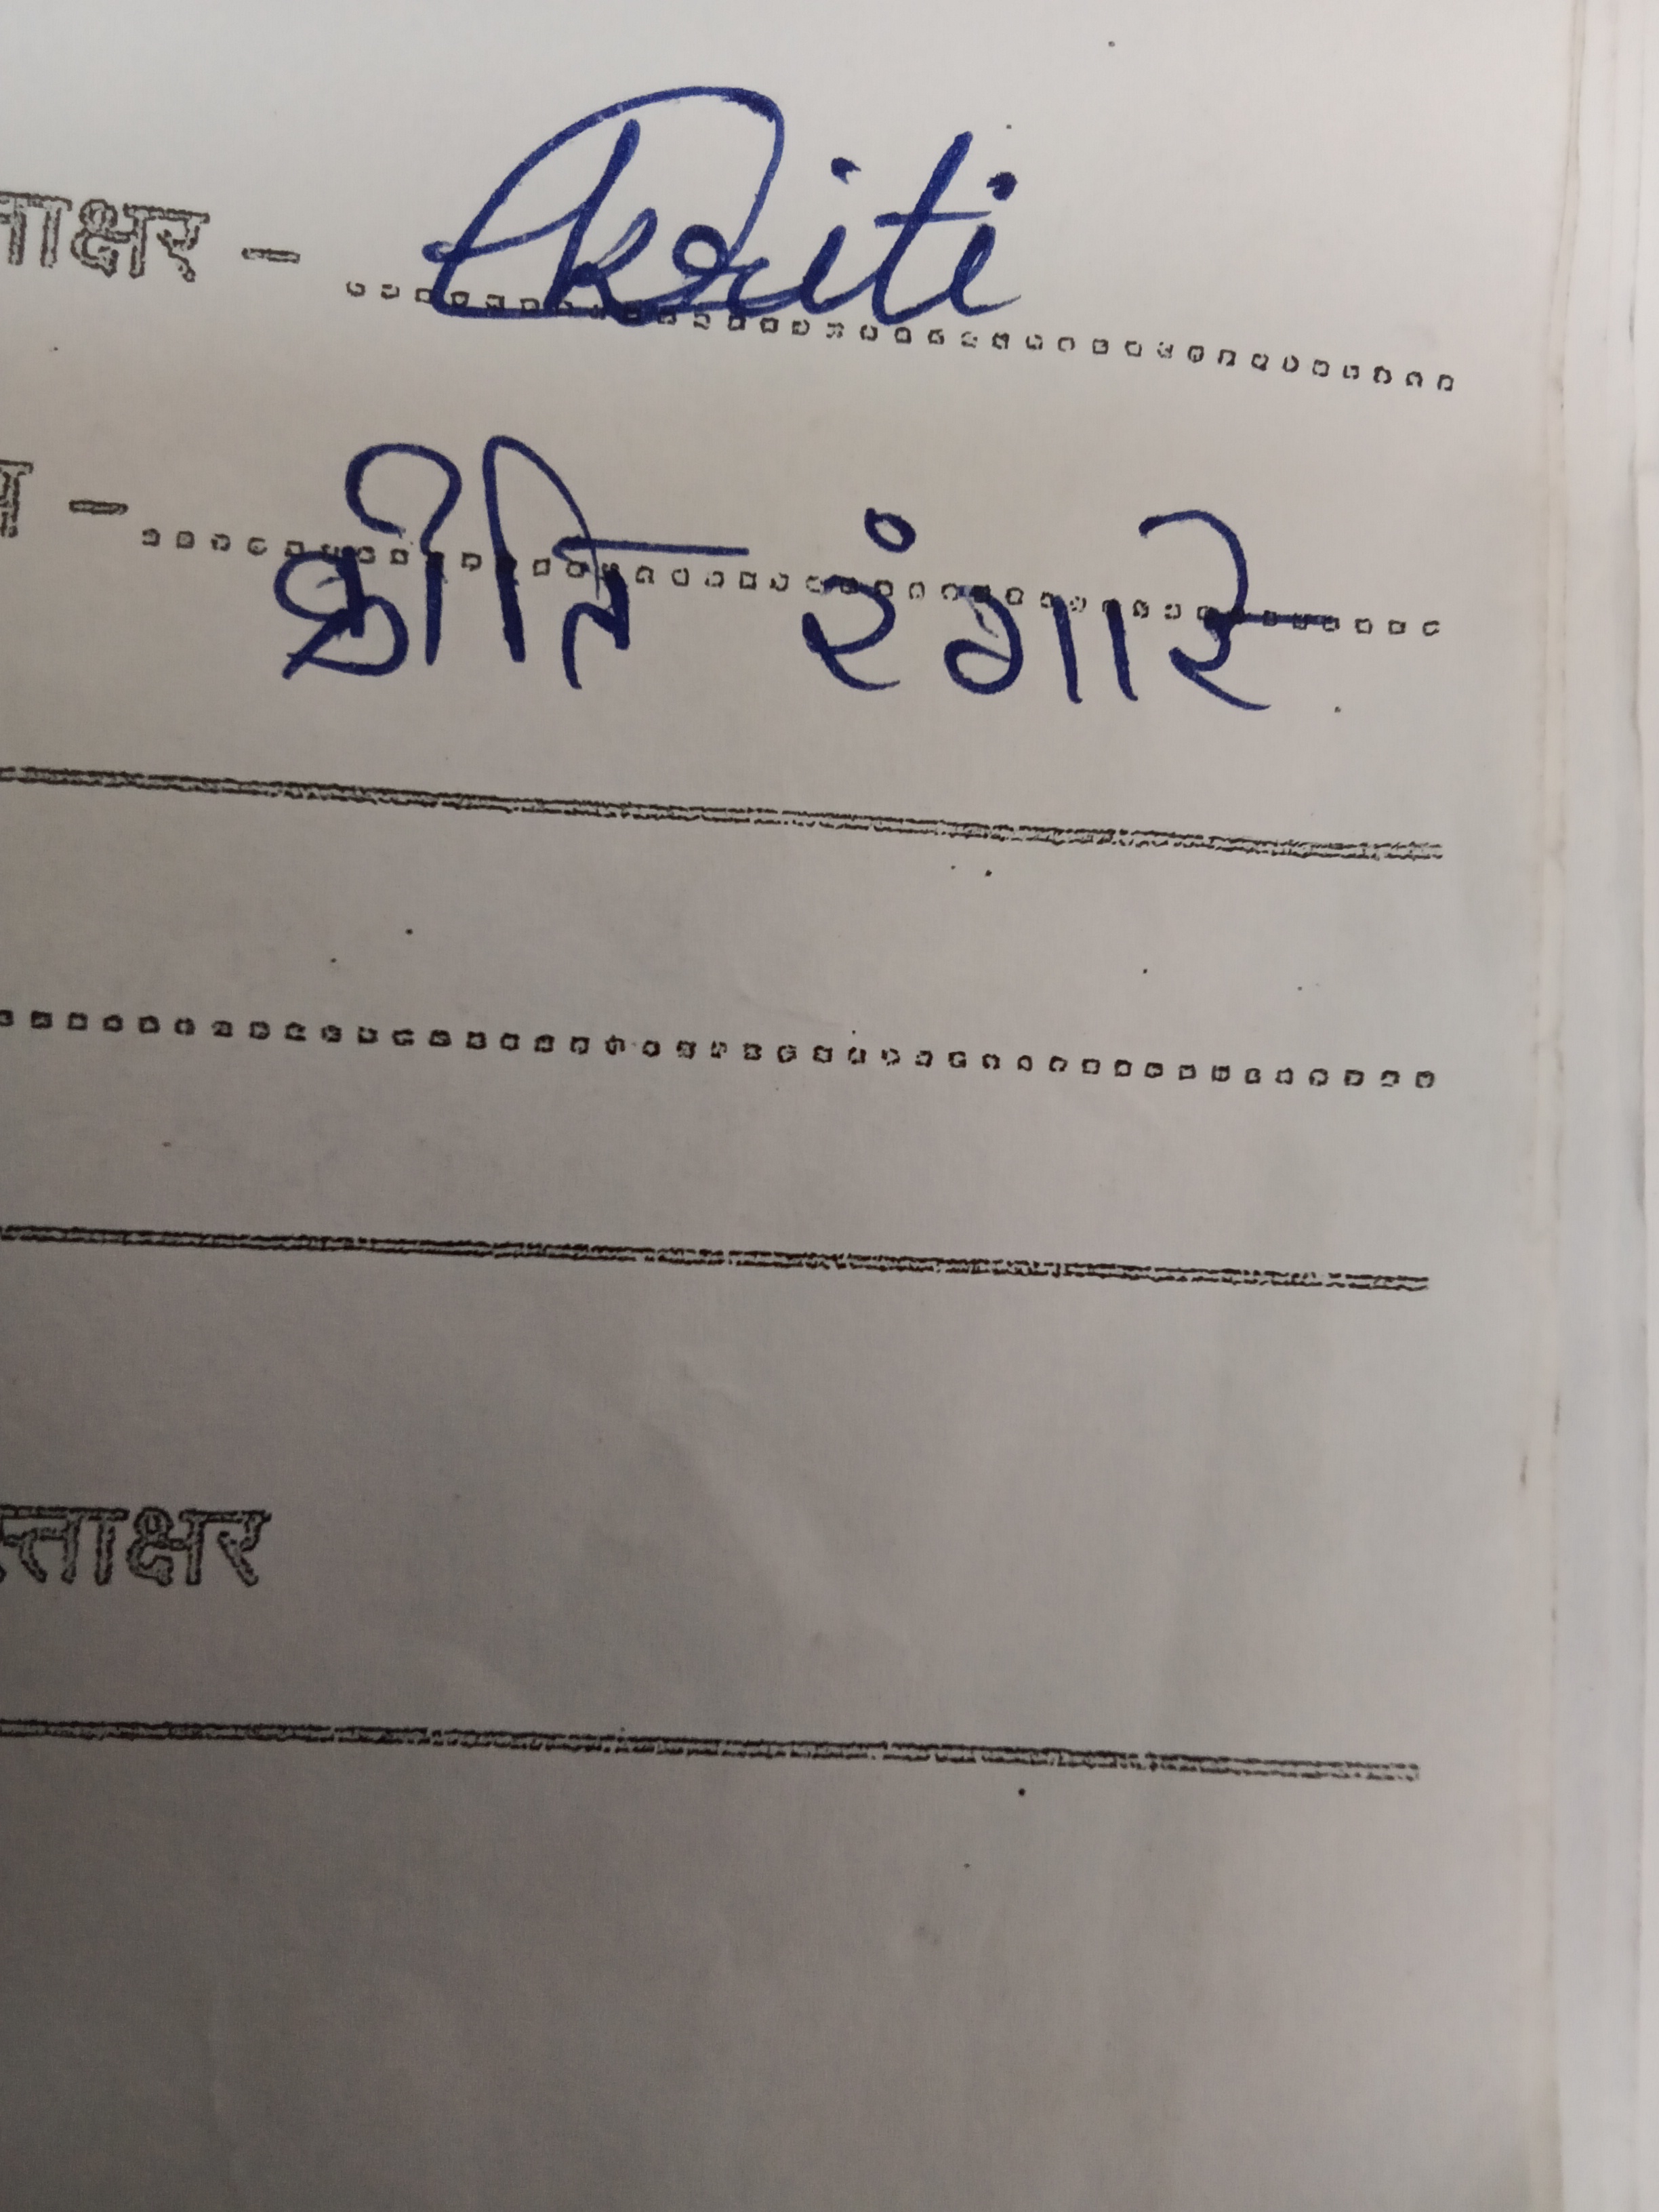 ताक्षर - Kriti
म - क्रीति रंगारे
स्ताक्षर